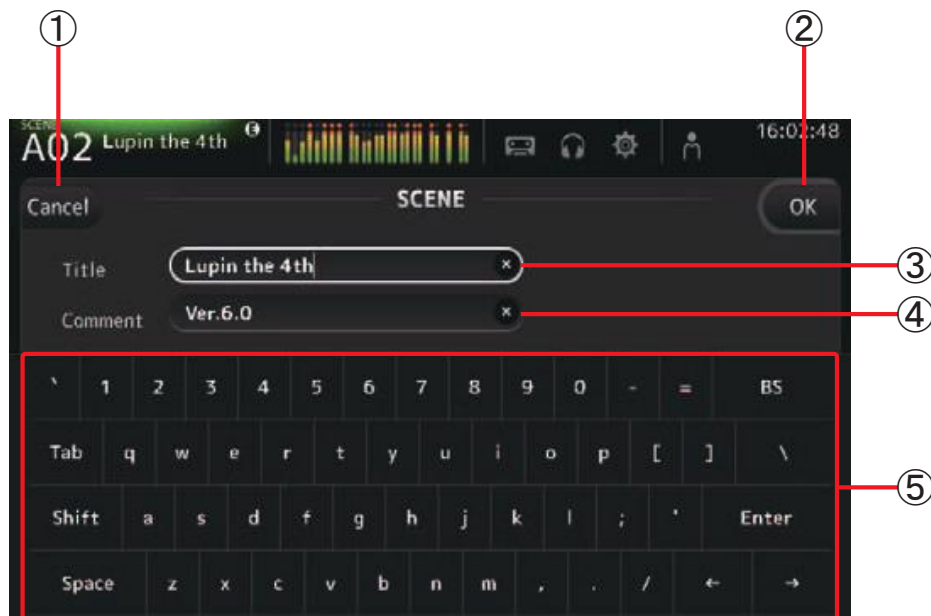 ① ②
SCENE
A02 Lupin the 4th E 16:02:48
Cancel SCENE OK
Title Lupin the 4th × ③
Comment Ver.6.0 × ④
` 1 2 3 4 5 6 7 8 9 0 - = BS
Tab q w e r t y u i o p [ ] \
⑤
Shift a s d f g h j k l ; ' Enter
Space z x c v b n m , . / ← →